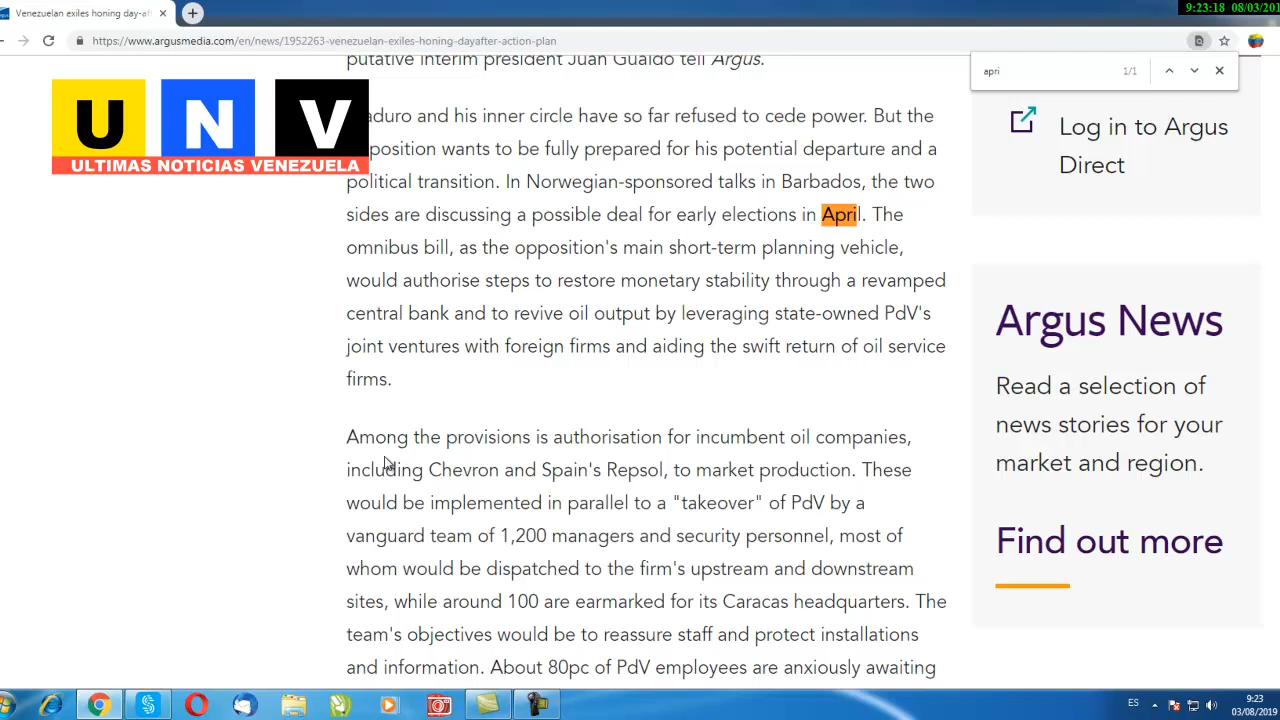 Venezuelan exiles honing day-af
9:23:18 08/03/201
https://www.argusmedia.com/en/news/1952263-venezuelan-exiles-honing-dayafter-action-plan
apri
1/1
putative interim president Juan Guaido tell Argus.
U N V
ULTIMAS NOTICIAS VENEZUELA
aduro and his inner circle have so far refused to cede power. But the
position wants to be fully prepared for his potential departure and a
political transition. In Norwegian-sponsored talks in Barbados, the two
sides are discussing a possible deal for early elections in April. The
omnibus bill, as the opposition's main short-term planning vehicle,
would authorise steps to restore monetary stability through a revamped
central bank and to revive oil output by leveraging state-owned PdV's
joint ventures with foreign firms and aiding the swift return of oil service
firms.
Among the provisions is authorisation for incumbent oil companies,
including Chevron and Spain's Repsol, to market production. These
would be implemented in parallel to a "takeover" of PdV by a
vanguard team of 1,200 managers and security personnel, most of
whom would be dispatched to the firm's upstream and downstream
sites, while around 100 are earmarked for its Caracas headquarters. The
team's objectives would be to reassure staff and protect installations
and information. About 80pc of PdV employees are anxiously awaiting
Log in to Argus
Direct
Argus News
Read a selection of
news stories for your
market and region.
Find out more
ES
9:23
03/08/2019